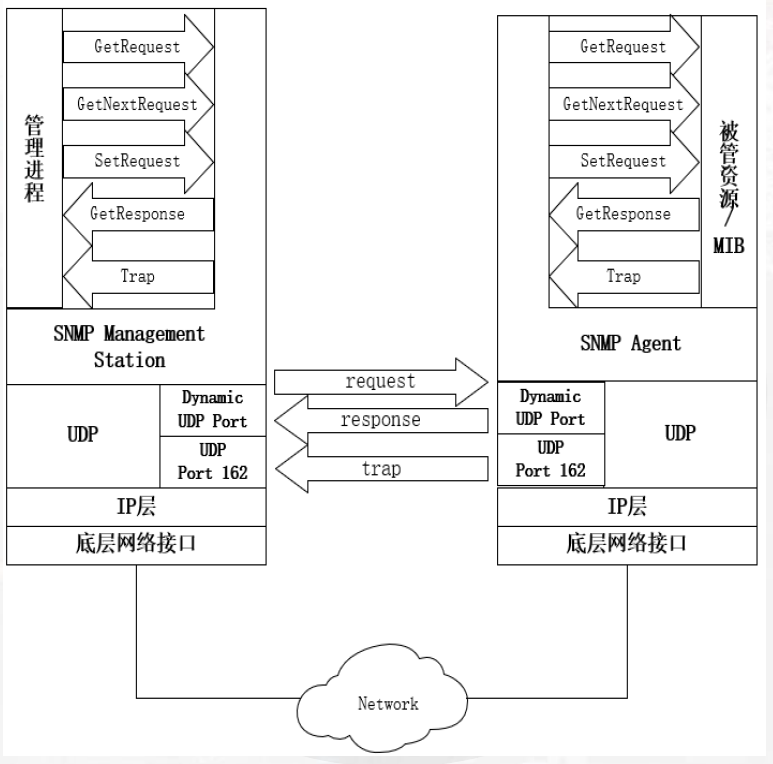 GetRequest
GetNextRequest
SetRequest
GetResponse
Trap
管理进程
SNMP Management
Station
UDP
Dynamic
UDP Port
UDP
Port 162
IP层
底层网络接口
request
response
trap
GetRequest
GetNextRequest
SetRequest
GetResponse
Trap
被管资源/
MIB
SNMP Agent
Dynamic
UDP Port
UDP
Port 162
UDP
IP层
底层网络接口
Network